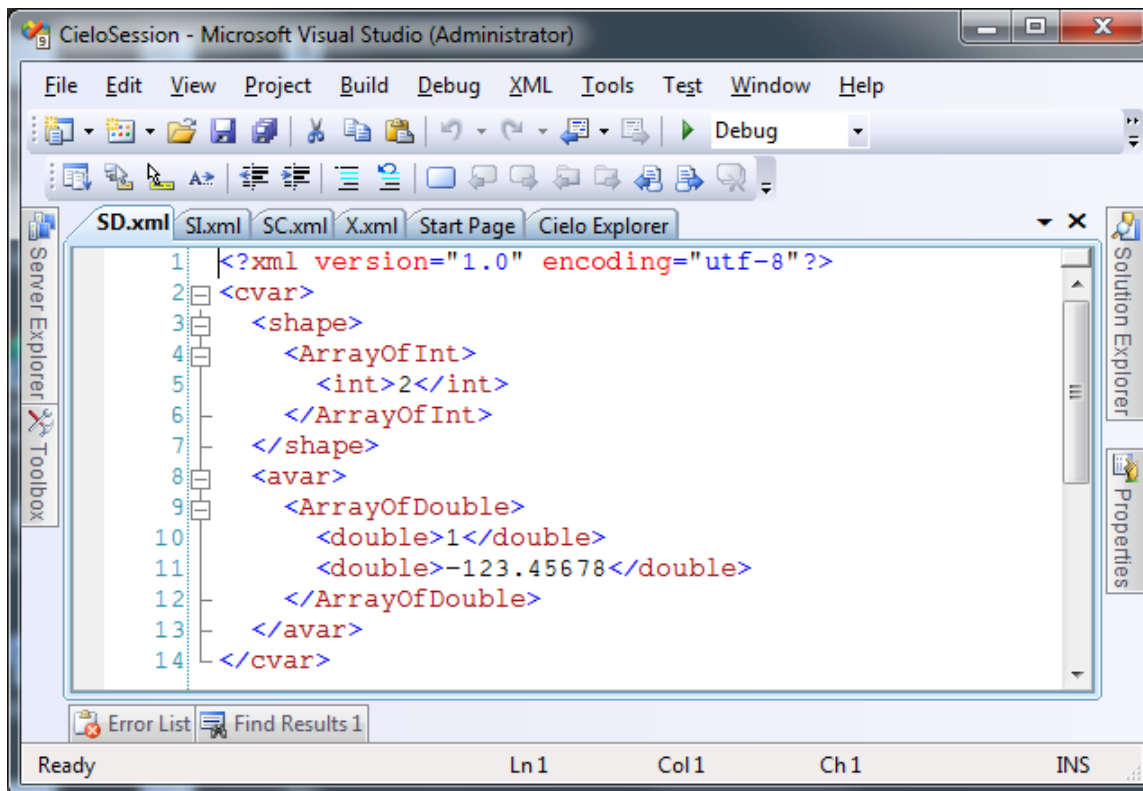 CieloSession - Microsoft Visual Studio (Administrator)
File Edit View Project Build Debug XML Tools Test Window Help
Debug
SD.xml SI.xml SC.xml X.xml Start Page Cielo Explorer
Server Explorer
Toolbox
Solution Explorer
Properties
1 <?xml version="1.0" encoding="utf-8"?>
2 <cvar>
3 <shape>
4 <ArrayOfInt>
5 <int>2</int>
6 </ArrayOfInt>
7 </shape>
8 <avar>
9 <ArrayOfDouble>
10 <double>1</double>
11 <double>-123.45678</double>
12 </ArrayOfDouble>
13 </avar>
14 </cvar>
Error List Find Results 1
Ready Ln 1 Col 1 Ch 1 INS